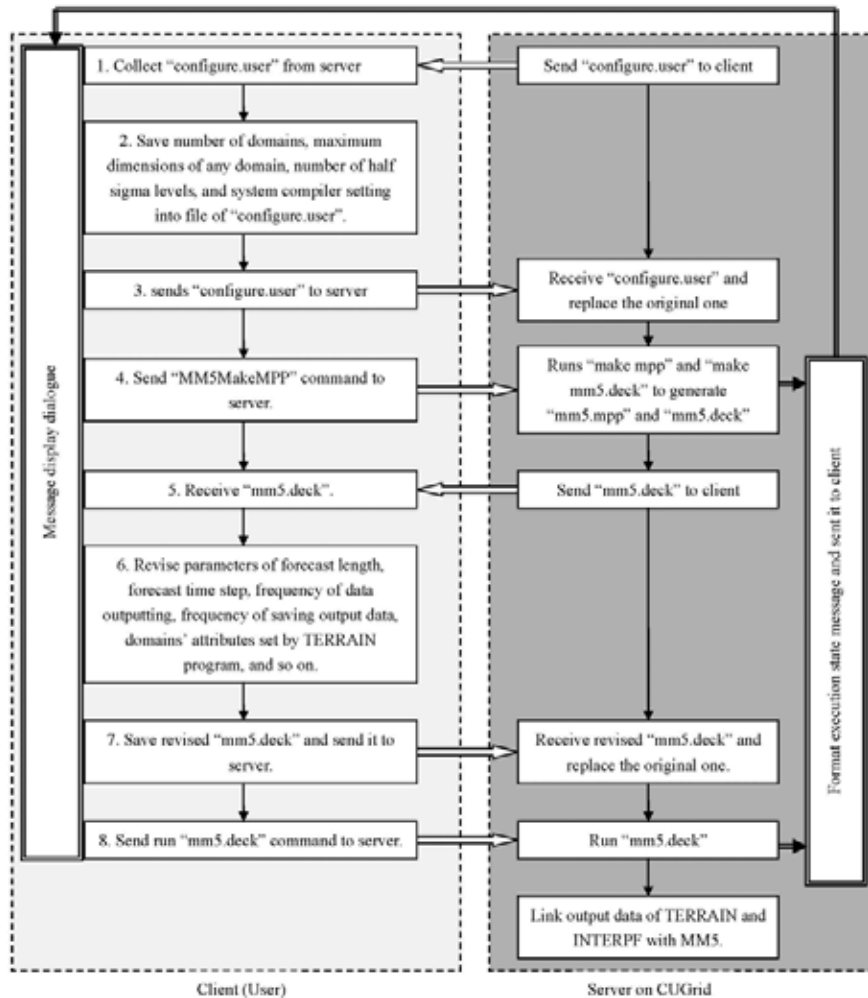 Message display dialogue
1. Collect “configure.user” from server
Send “configure.user” to client
2. Save number of domains, maximum
dimensions of any domain, number of half
sigma levels, and system compiler setting
into file of “configure.user”.
3. sends “configure.user” to server
Receive “configure.user” and
replace the original one
4. Send “MM5MakeMPP” command to
server.
Runs “make mpp” and “make
mm5.deck” to generate
“mm5.mpp” and “mm5.deck”
5. Receive “mm5.deck”.
Send “mm5.deck” to client
6. Revise parameters of forecast length,
forecast time step, frequency of data
outputting, frequency of saving output data,
domains’ attributes set by TERRAIN
program, and so on.
7. Save revised “mm5.deck” and send it to
server.
Receive revised “mm5.deck” and
replace the original one.
8. Send run “mm5.deck” command to server.
Run “mm5.deck”
Link output data of TERRAIN and
INTERPF with MM5.
Format execution state message and sent it to client
Client (User)
Server on CUGrid